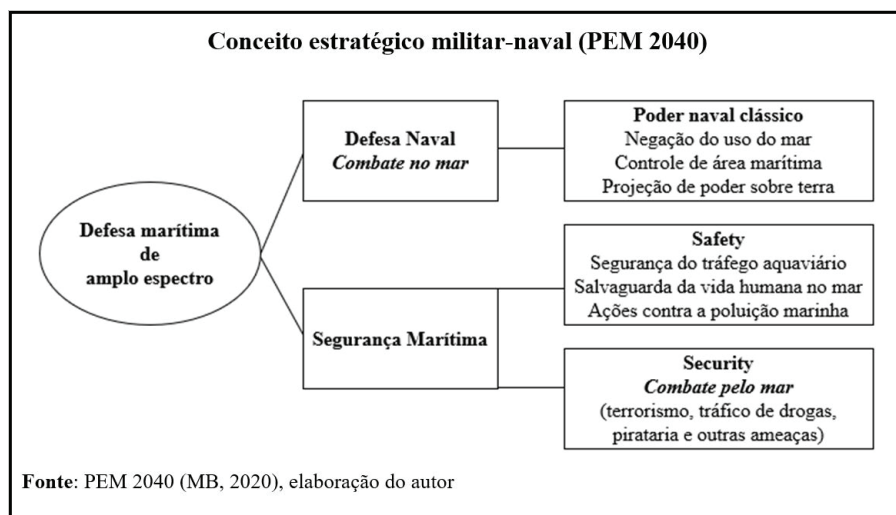 Conceito estratégico militar-naval (PEM 2040)
Defesa marítima
de
amplo espectro
Defesa Naval
Combate no mar
Poder naval clássico
Negação do uso do mar
Controle de área marítima
Projeção de poder sobre terra
Segurança Marítima
Safety
Segurança do tráfego aquaviário
Salvaguarda da vida humana no mar
Ações contra a poluição marinha
Security
Combate pelo mar
(terrorismo, tráfico de drogas,
pirataria e outras ameaças)
Fonte: PEM 2040 (MB, 2020), elaboração do autor